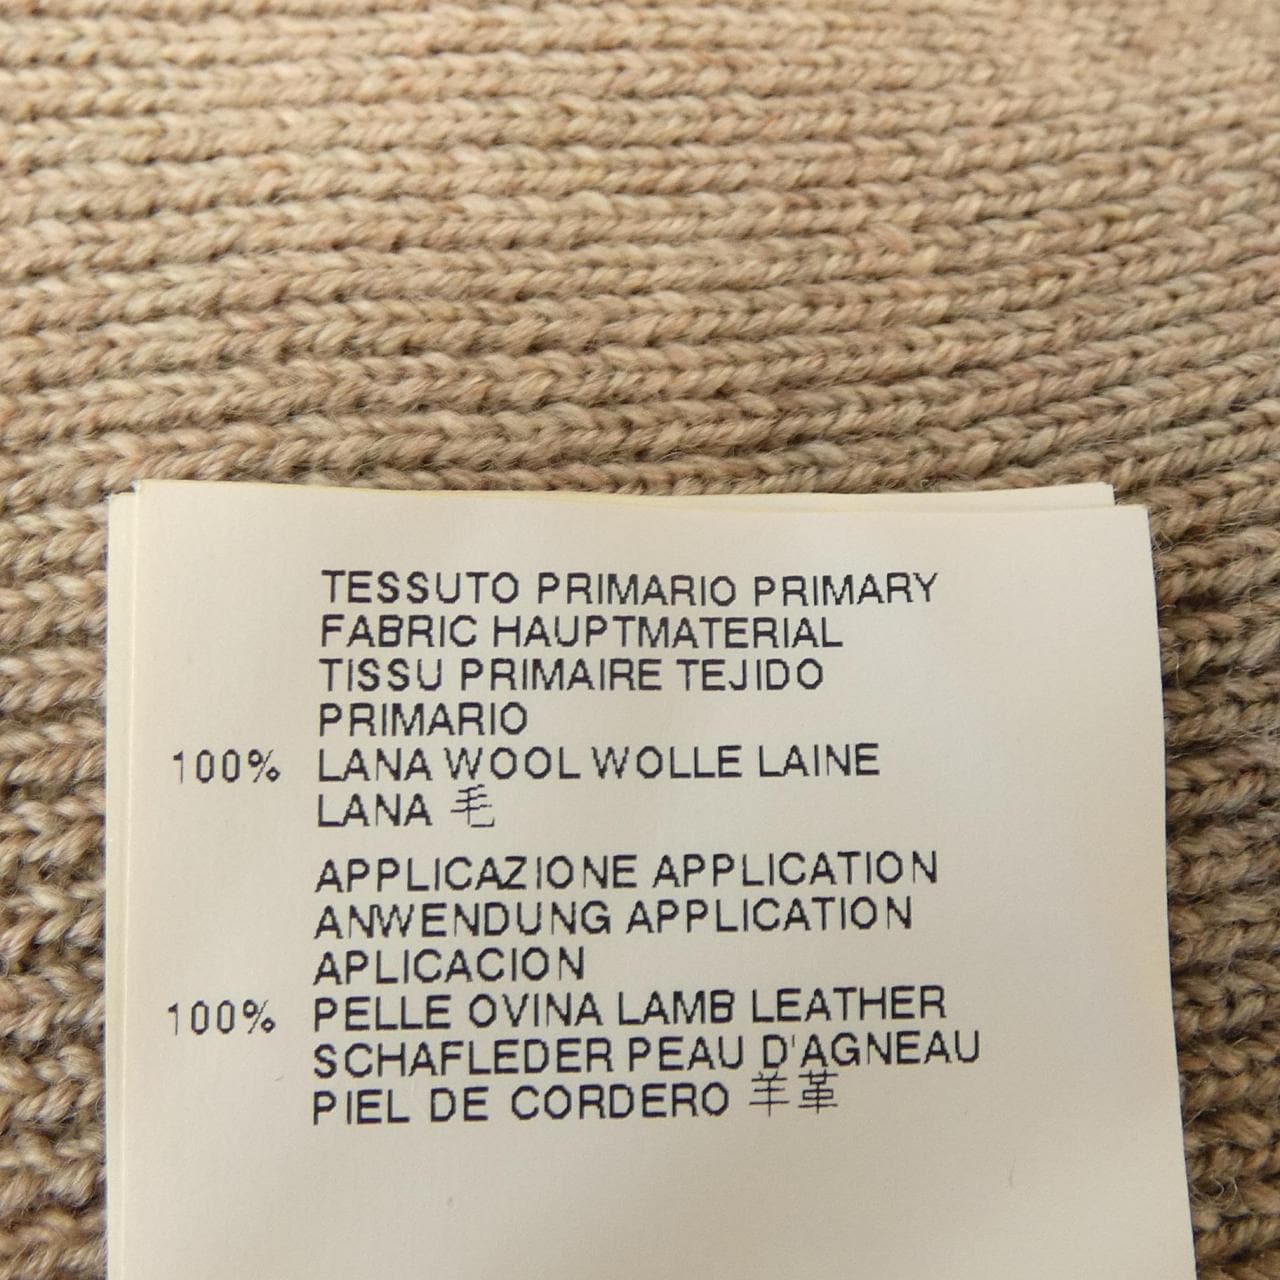 TESSUTO PRIMARIO PRIMARY
FABRIC HAUPTMATERIAL
TISSU PRIMAIRE TEJIDO
PRIMARIO
100% LANA WOOL WOLLE LAINE
LANA 毛
APPLICAZIONE APPLICATION
ANWENDUNG APPLICATION
APLICACION
100% PELLE OVINA LAMB LEATHER
SCHAFLEDER PEAU D'AGNEAU
PIEL DE CORDERO 羊革